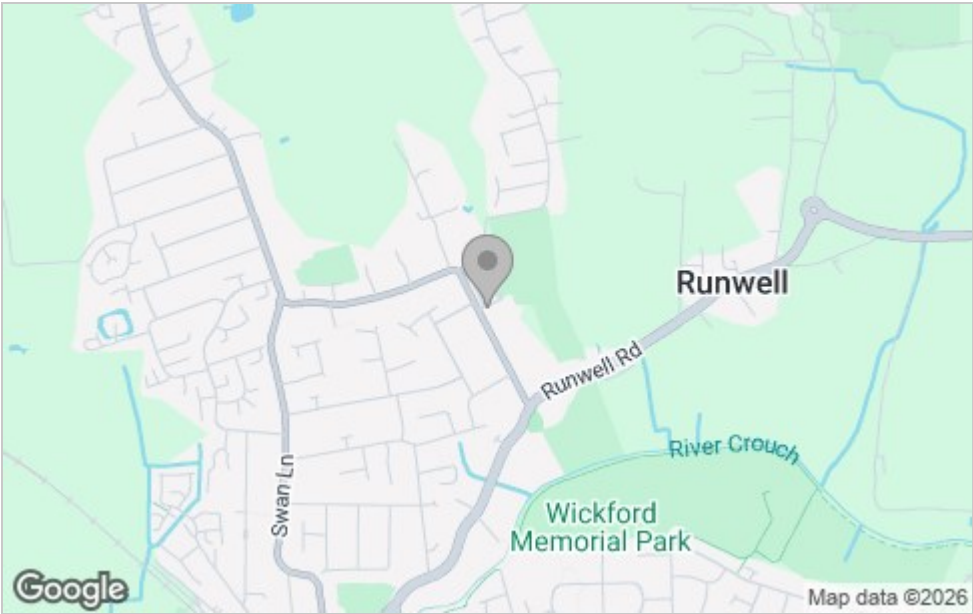 Runwell
Runwell Rd
River Crouch
Swan Ln
Wickford
Memorial Park
Google
Map data ©2026